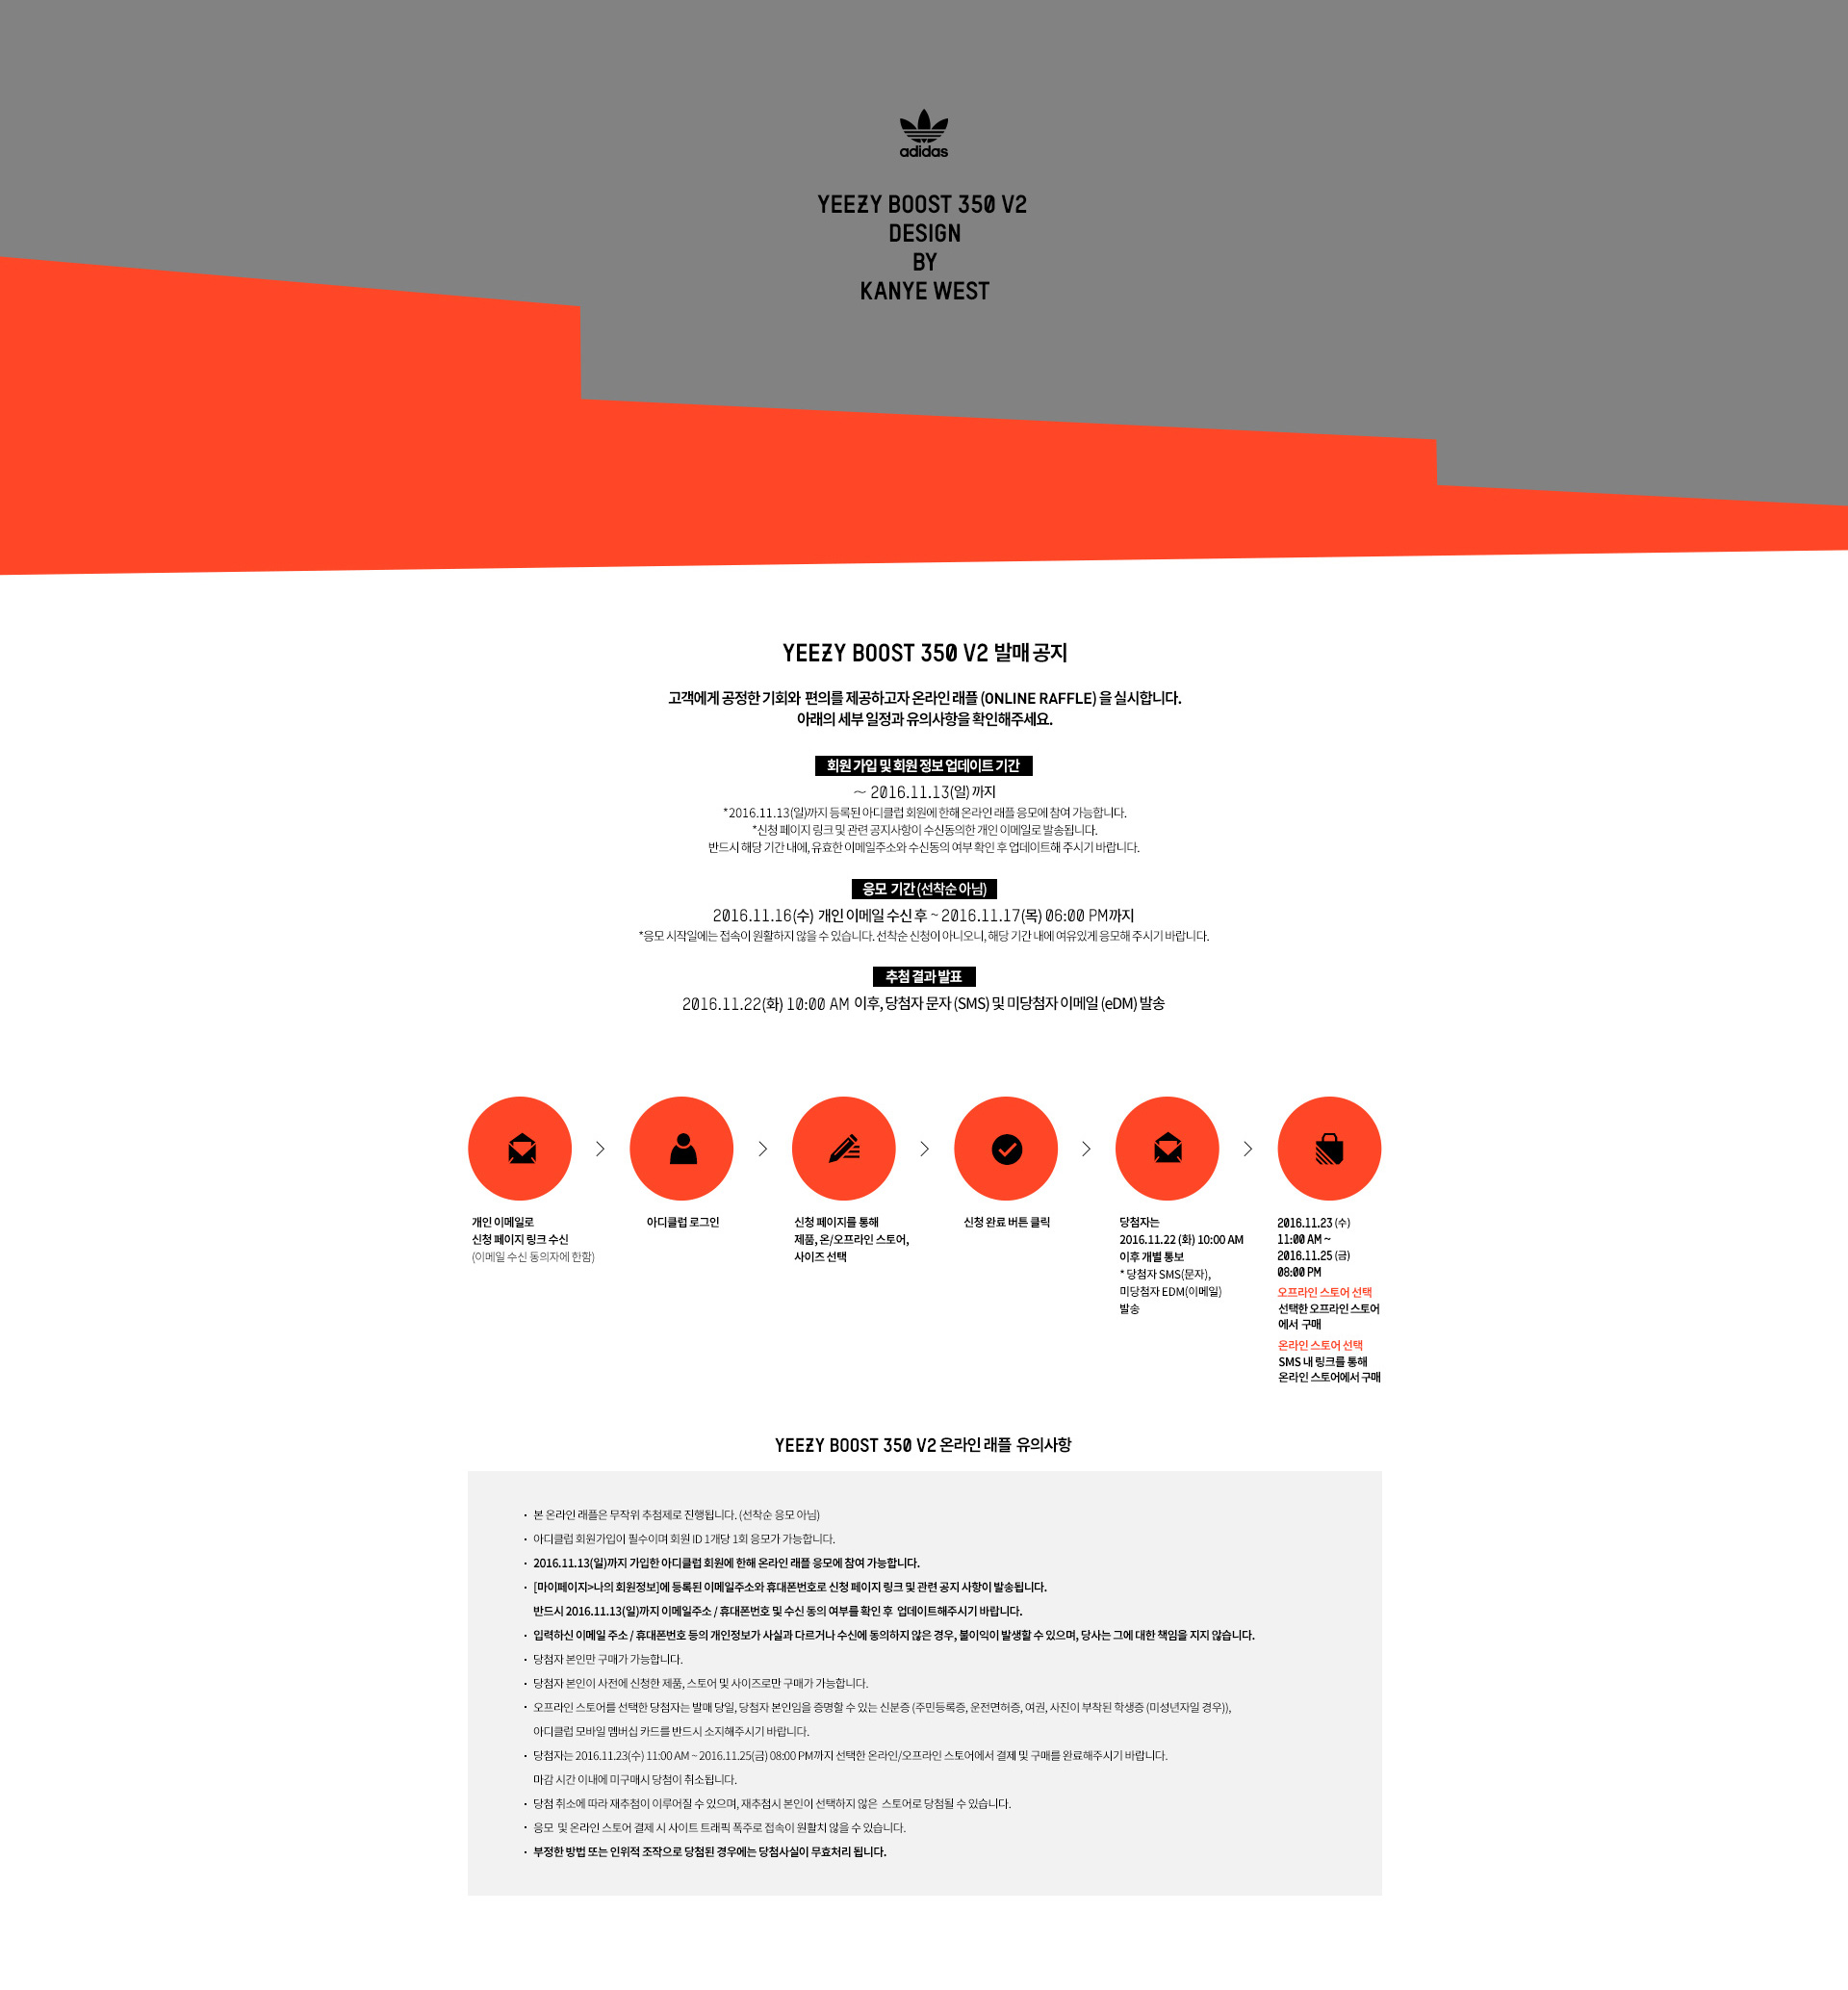 adidas
YEEZY BOOST 350 V2
DESIGN
BY
KANYE WEST
YEEZY BOOST 350 V2 발매 공지
고객에게 공정한 기회와 편의를 제공하고자 온라인 래플 (ONLINE RAFFLE) 을 실시합니다.
아래의 세부 일정과 유의사항을 확인해주세요.
회원 가입 및 회원 정보 업데이트 기간
~ 2016.11.13(일) 까지
*2016.11.13(일)까지 등록된 아디클럽 회원에 한해 온라인 래플 응모에 참여 가능합니다.
*신청 페이지 링크 및 관련 공지사항이 수신동의한 개인 이메일로 발송됩니다.
반드시 해당 기간 내에, 유효한 이메일주소와 수신동의 여부 확인 후 업데이트해 주시기 바랍니다.
응모 기간 (선착순 아님)
2016.11.16(수) 개인 이메일 수신 후 ~ 2016.11.17(목) 06:00 PM까지
*응모 시작일에는 접속이 원활하지 않을 수 있습니다. 선착순 신청이 아니오니, 해당 기간 내에 여유있게 응모해 주시기 바랍니다.
추첨 결과 발표
2016.11.22(화) 10:00 AM 이후, 당첨자 문자 (SMS) 및 미당첨자 이메일 (eDM) 발송
개인 이메일로
신청 페이지 링크 수신
(이메일 수신 동의자에 한함)
아디클럽 로그인
신청 페이지를 통해
제품, 온/오프라인 스토어,
사이즈 선택
신청 완료 버튼 클릭
당첨자는
2016.11.22 (화) 10:00 AM
이후 개별 통보
* 당첨자 SMS(문자),
미당첨자 EDM(이메일)
발송
2016.11.23 (수)
11:00 AM ~
2016.11.25 (금)
08:00 PM
오프라인 스토어 선택
선택한 오프라인 스토어
에서 구매
온라인 스토어 선택
SMS 내 링크를 통해
온라인 스토어에서 구매
YEEZY BOOST 350 V2 온라인 래플 유의사항
· 본 온라인 래플은 무작위 추첨제로 진행됩니다. (선착순 응모 아님)
· 아디클럽 회원가입이 필수이며 회원 ID 1개당 1회 응모가 가능합니다.
· 2016.11.13(일)까지 가입한 아디클럽 회원에 한해 온라인 래플 응모에 참여 가능합니다.
· [마이페이지>나의 회원정보]에 등록된 이메일주소와 휴대폰번호로 신청 페이지 링크 및 관련 공지 사항이 발송됩니다.
반드시 2016.11.13(일)까지 이메일주소 / 휴대폰번호 및 수신 동의 여부를 확인 후 업데이트해주시기 바랍니다.
· 입력하신 이메일 주소 / 휴대폰번호 등의 개인정보가 사실과 다르거나 수신에 동의하지 않은 경우, 불이익이 발생할 수 있으며, 당사는 그에 대한 책임을 지지 않습니다.
· 당첨자 본인만 구매가 가능합니다.
· 당첨자 본인이 사전에 신청한 제품, 스토어 및 사이즈로만 구매가 가능합니다.
· 오프라인 스토어를 선택한 당첨자는 발매 당일, 당첨자 본인임을 증명할 수 있는 신분증 (주민등록증, 운전면허증, 여권, 사진이 부착된 학생증 (미성년자일 경우)),
아디클럽 모바일 멤버십 카드를 반드시 소지해주시기 바랍니다.
· 당첨자는 2016.11.23(수) 11:00 AM ~ 2016.11.25(금) 08:00 PM까지 선택한 온라인/오프라인 스토어에서 결제 및 구매를 완료해주시기 바랍니다.
마감 시간 이내에 미구매시 당첨이 취소됩니다.
· 당첨 취소에 따라 재추첨이 이루어질 수 있으며, 재추첨시 본인이 선택하지 않은 스토어로 당첨될 수 있습니다.
· 응모 및 온라인 스토어 결제 시 사이트 트래픽 폭주로 접속이 원활치 않을 수 있습니다.
· 부정한 방법 또는 인위적 조작으로 당첨된 경우에는 당첨사실이 무효처리 됩니다.